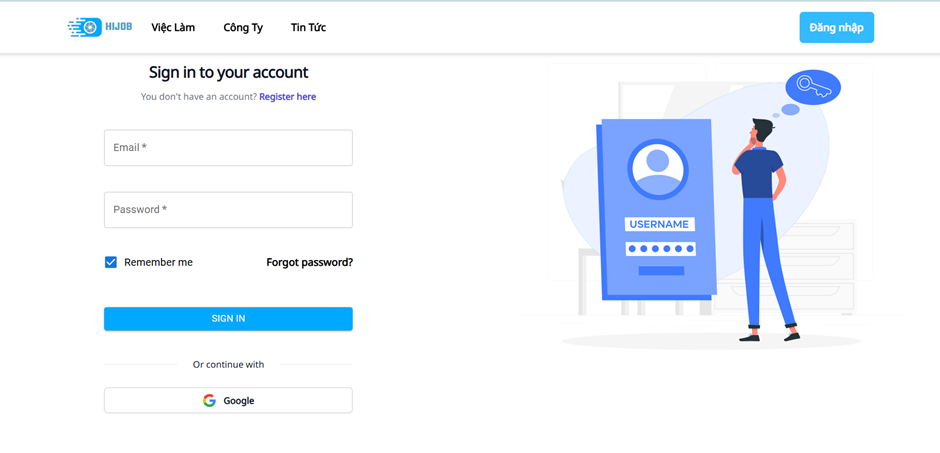 HIJOB Việc Làm Công Ty Tin Tức Đăng nhập
Sign in to your account
You don't have an account? Register here
Email *
Password *
Remember me Forgot password?
SIGN IN
Or continue with
Google
USERNAME